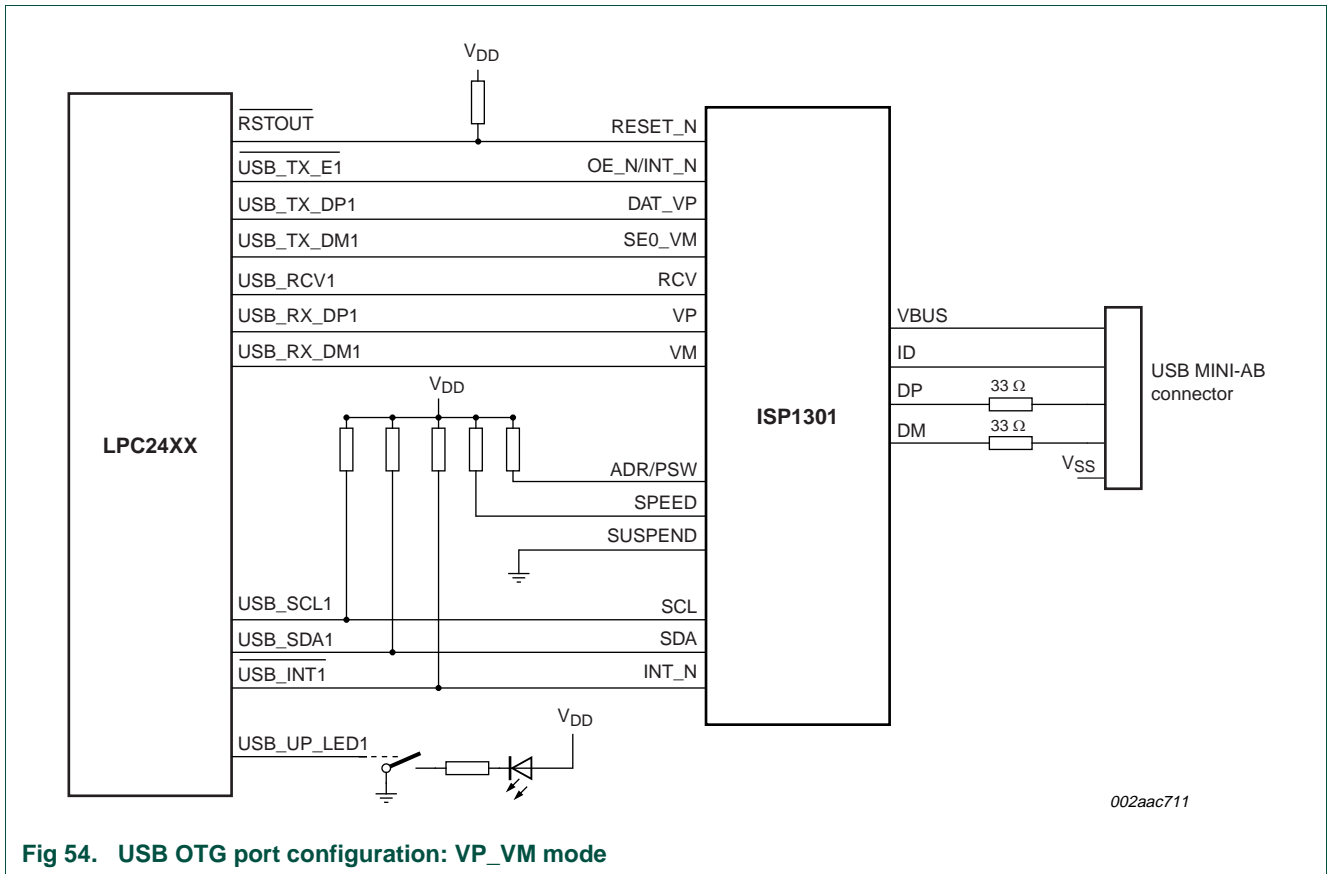 VDD
RSTOUT RESET_N
USB_TX_E1 OE_N/INT_N
USB_TX_DP1 DAT_VP
USB_TX_DM1 SE0_VM
USB_RCV1 RCV
USB_RX_DP1 VP
USB_RX_DM1 VM
VDD
LPC24XX
ADR/PSW
SPEED
SUSPEND
USB_SCL1 SCL
USB_SDA1 SDA
USB_INT1 INT_N
USB_UP_LED1
VDD
ISP1301
VBUS
ID
DP 33 Ω
DM 33 Ω
VSS
USB MINI-AB
connector
002aac711
Fig 54. USB OTG port configuration: VP_VM mode